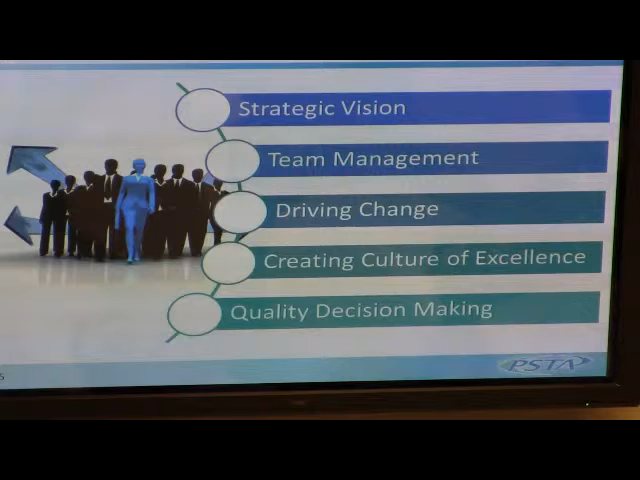 Strategic Vision
Team Management
Driving Change
Creating Culture of Excellence
Quality Decision Making
PSTA